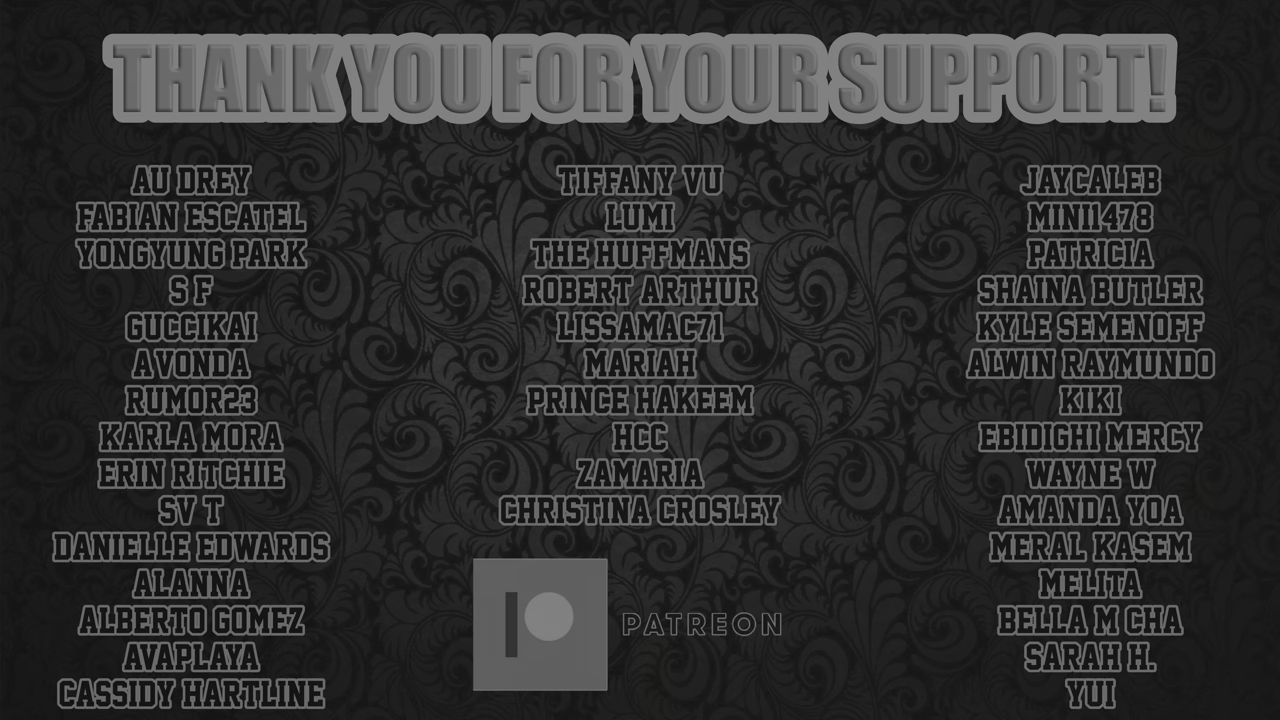 THANK YOU FOR YOUR SUPPORT!
AU DREY
FABIAN ESCATEL
YONGYUNG PARK
S F
GUCCIKAI
AVONDA
RUMOR23
KARLA MORA
ERIN RITCHIE
SV T
DANIELLE EDWARDS
ALANNA
ALBERTO GOMEZ
AVAPLAYA
CASSIDY HARTLINE
TIFFANY VU
LUMI
THE HUFFMANS
ROBERT ARTHUR
LISSAMAC71
MARIAH
PRINCE HAKEEM
HCC
ZAMARIA
CHRISTINA CROSLEY
PATREON
JAYCALEB
MINI1478
PATRICIA
SHAINA BUTLER
KYLE SEMENOFF
ALWIN RAYMUNDO
KIKI
EBIDIGHI MERCY
WAYNE W
AMANDA YOA
MERAL KASEM
MELITA
BELLA M CHA
SARAH H.
YUI